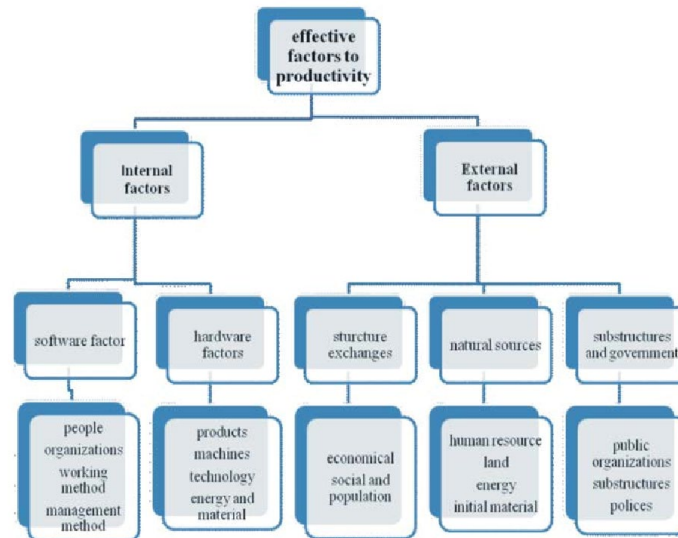 effective
factors to
productivity
Internal
factors
External
factors
software factor
hardware
factors
sturcture
exchanges
natural sources
substructures
and government
people
organizations
working
method
management
method
products
machines
technology
energy and
material
economical
social and
population
human resource
land
energy
initial material
public
organizations
substructures
polices